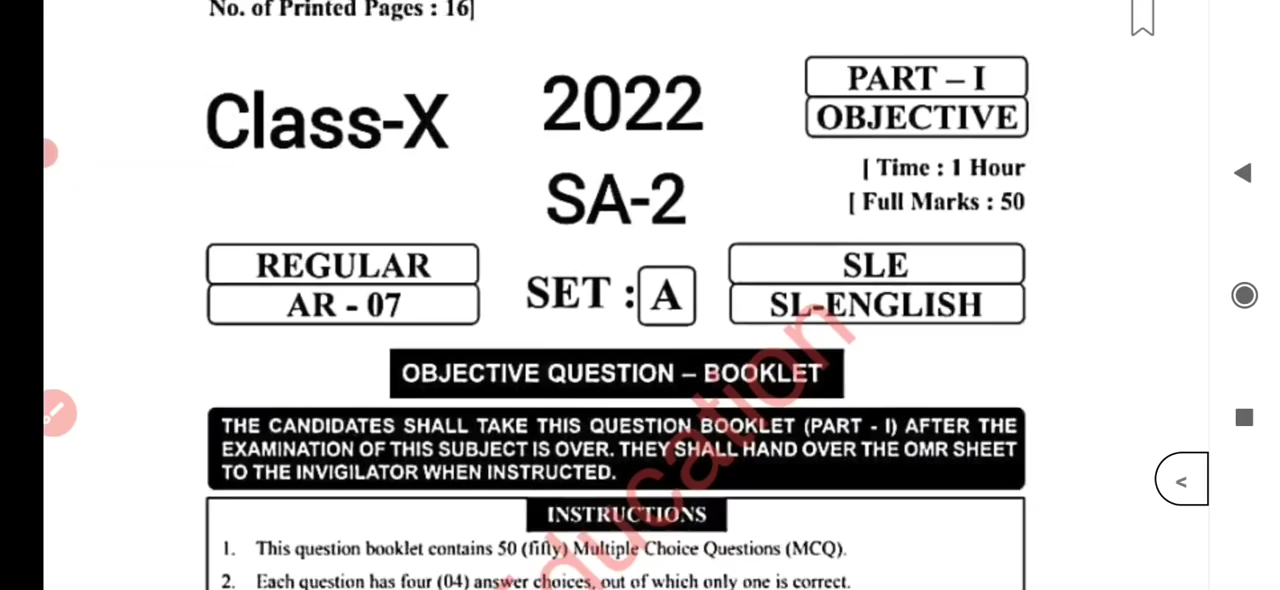 No. of Printed Pages : 16]
Class-X
2022
SA-2
PART – I
OBJECTIVE
[ Time : 1 Hour
[ Full Marks : 50
REGULAR
AR - 07
SET : A
SLE
SL-ENGLISH
OBJECTIVE QUESTION – BOOKLET
THE CANDIDATES SHALL TAKE THIS QUESTION BOOKLET (PART - I) AFTER THE
EXAMINATION OF THIS SUBJECT IS OVER. THEY SHALL HAND OVER THE OMR SHEET
TO THE INVIGILATOR WHEN INSTRUCTED.
INSTRUCTIONS
1. This question booklet contains 50 (fifty) Multiple Choice Questions (MCQ).
2. Each question has four (04) answer choices, out of which only one is correct.
ducation
<